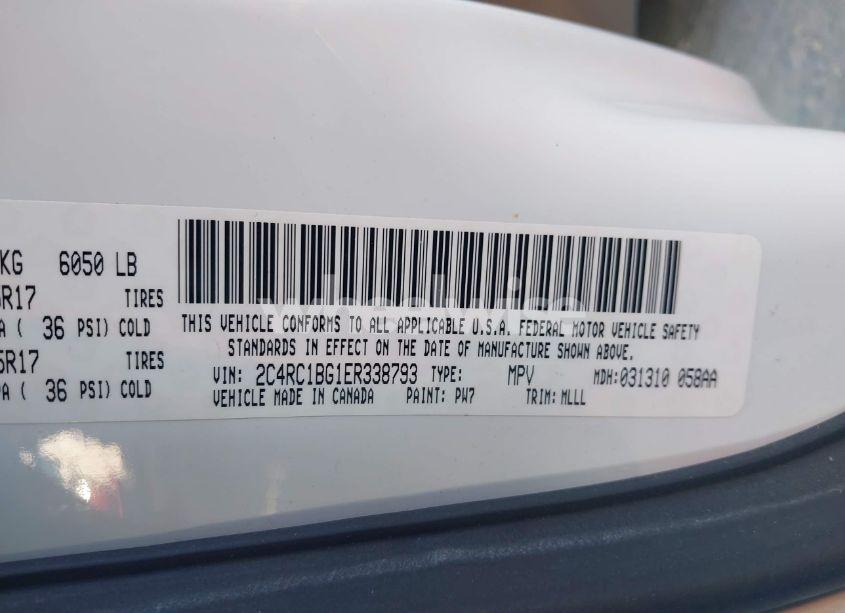 KG 6050 LB
R17 TIRES
A ( 36 PSI) COLD
5R17 TIRES
A ( 36 PSI) COLD
THIS VEHICLE CONFORMS TO ALL APPLICABLE U.S.A. FEDERAL MOTOR VEHICLE SAFETY
STANDARDS IN EFFECT ON THE DATE OF MANUFACTURE SHOWN ABOVE.
VIN: 2C4RC1BG1ER338793 TYPE: MPV MDH:031310 058AA
VEHICLE MADE IN CANADA PAINT: PW7 TRIM: MLLL
wheelwise